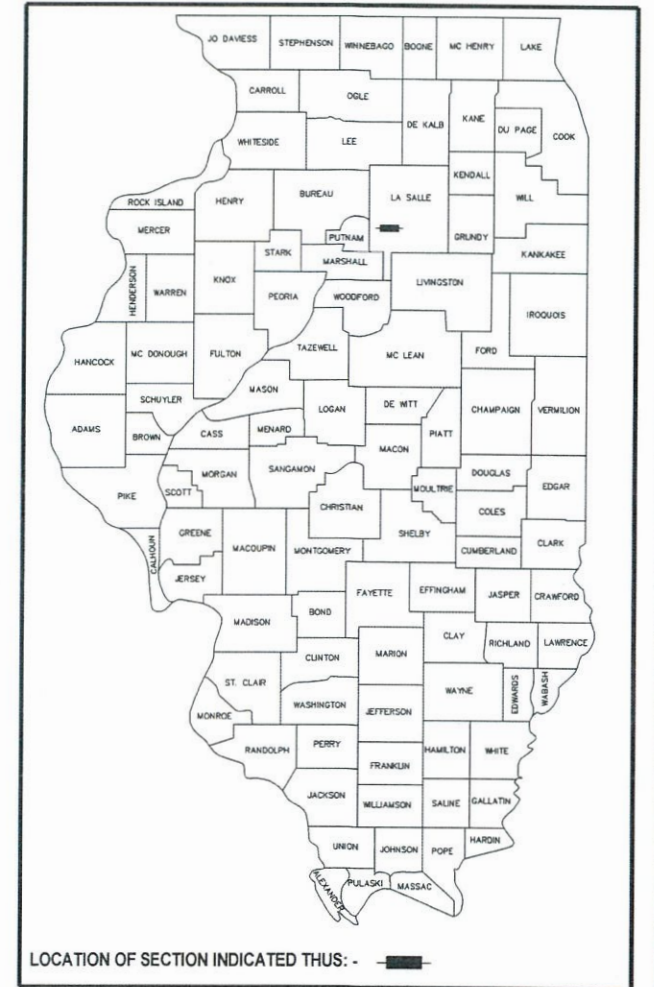 JO DAVIESS STEPHENSON WINNEBAGO BOONE MC HENRY LAKE
CARROLL OGLE
DE KALB KANE DU PAGE COOK
WHITESIDE LEE
KENDALL
ROCK ISLAND HENRY BUREAU LA SALLE WILL
MERCER PUTNAM GRUNDY
STARK MARSHALL KANKAKEE
HENDERSON WARREN KNOX PEORIA WOODFORD LIVINGSTON
IROQUOIS
HANCOCK MC DONOUGH FULTON TAZEWELL MC LEAN FORD
MASON
SCHUYLER LOGAN DE WITT CHAMPAIGN VERMILION
ADAMS BROWN CASS MENARD MACON PIATT
PIKE SCOTT MORGAN SANGAMON MOULTRIE DOUGLAS EDGAR
CHRISTIAN COLES
CALHOUN GREENE MACOUPIN MONTGOMERY SHELBY CUMBERLAND CLARK
JERSEY FAYETTE EFFINGHAM JASPER CRAWFORD
MADISON BOND
CLINTON MARION CLAY RICHLAND LAWRENCE
ST. CLAIR WAYNE EDWARDS WABASH
MONROE WASHINGTON JEFFERSON
RANDOLPH PERRY FRANKLIN HAMILTON WHITE
JACKSON WILLIAMSON SALINE GALLATIN
UNION JOHNSON POPE HARDIN
ALEXANDER PULASKI MASSAC
LOCATION OF SECTION INDICATED THUS: -